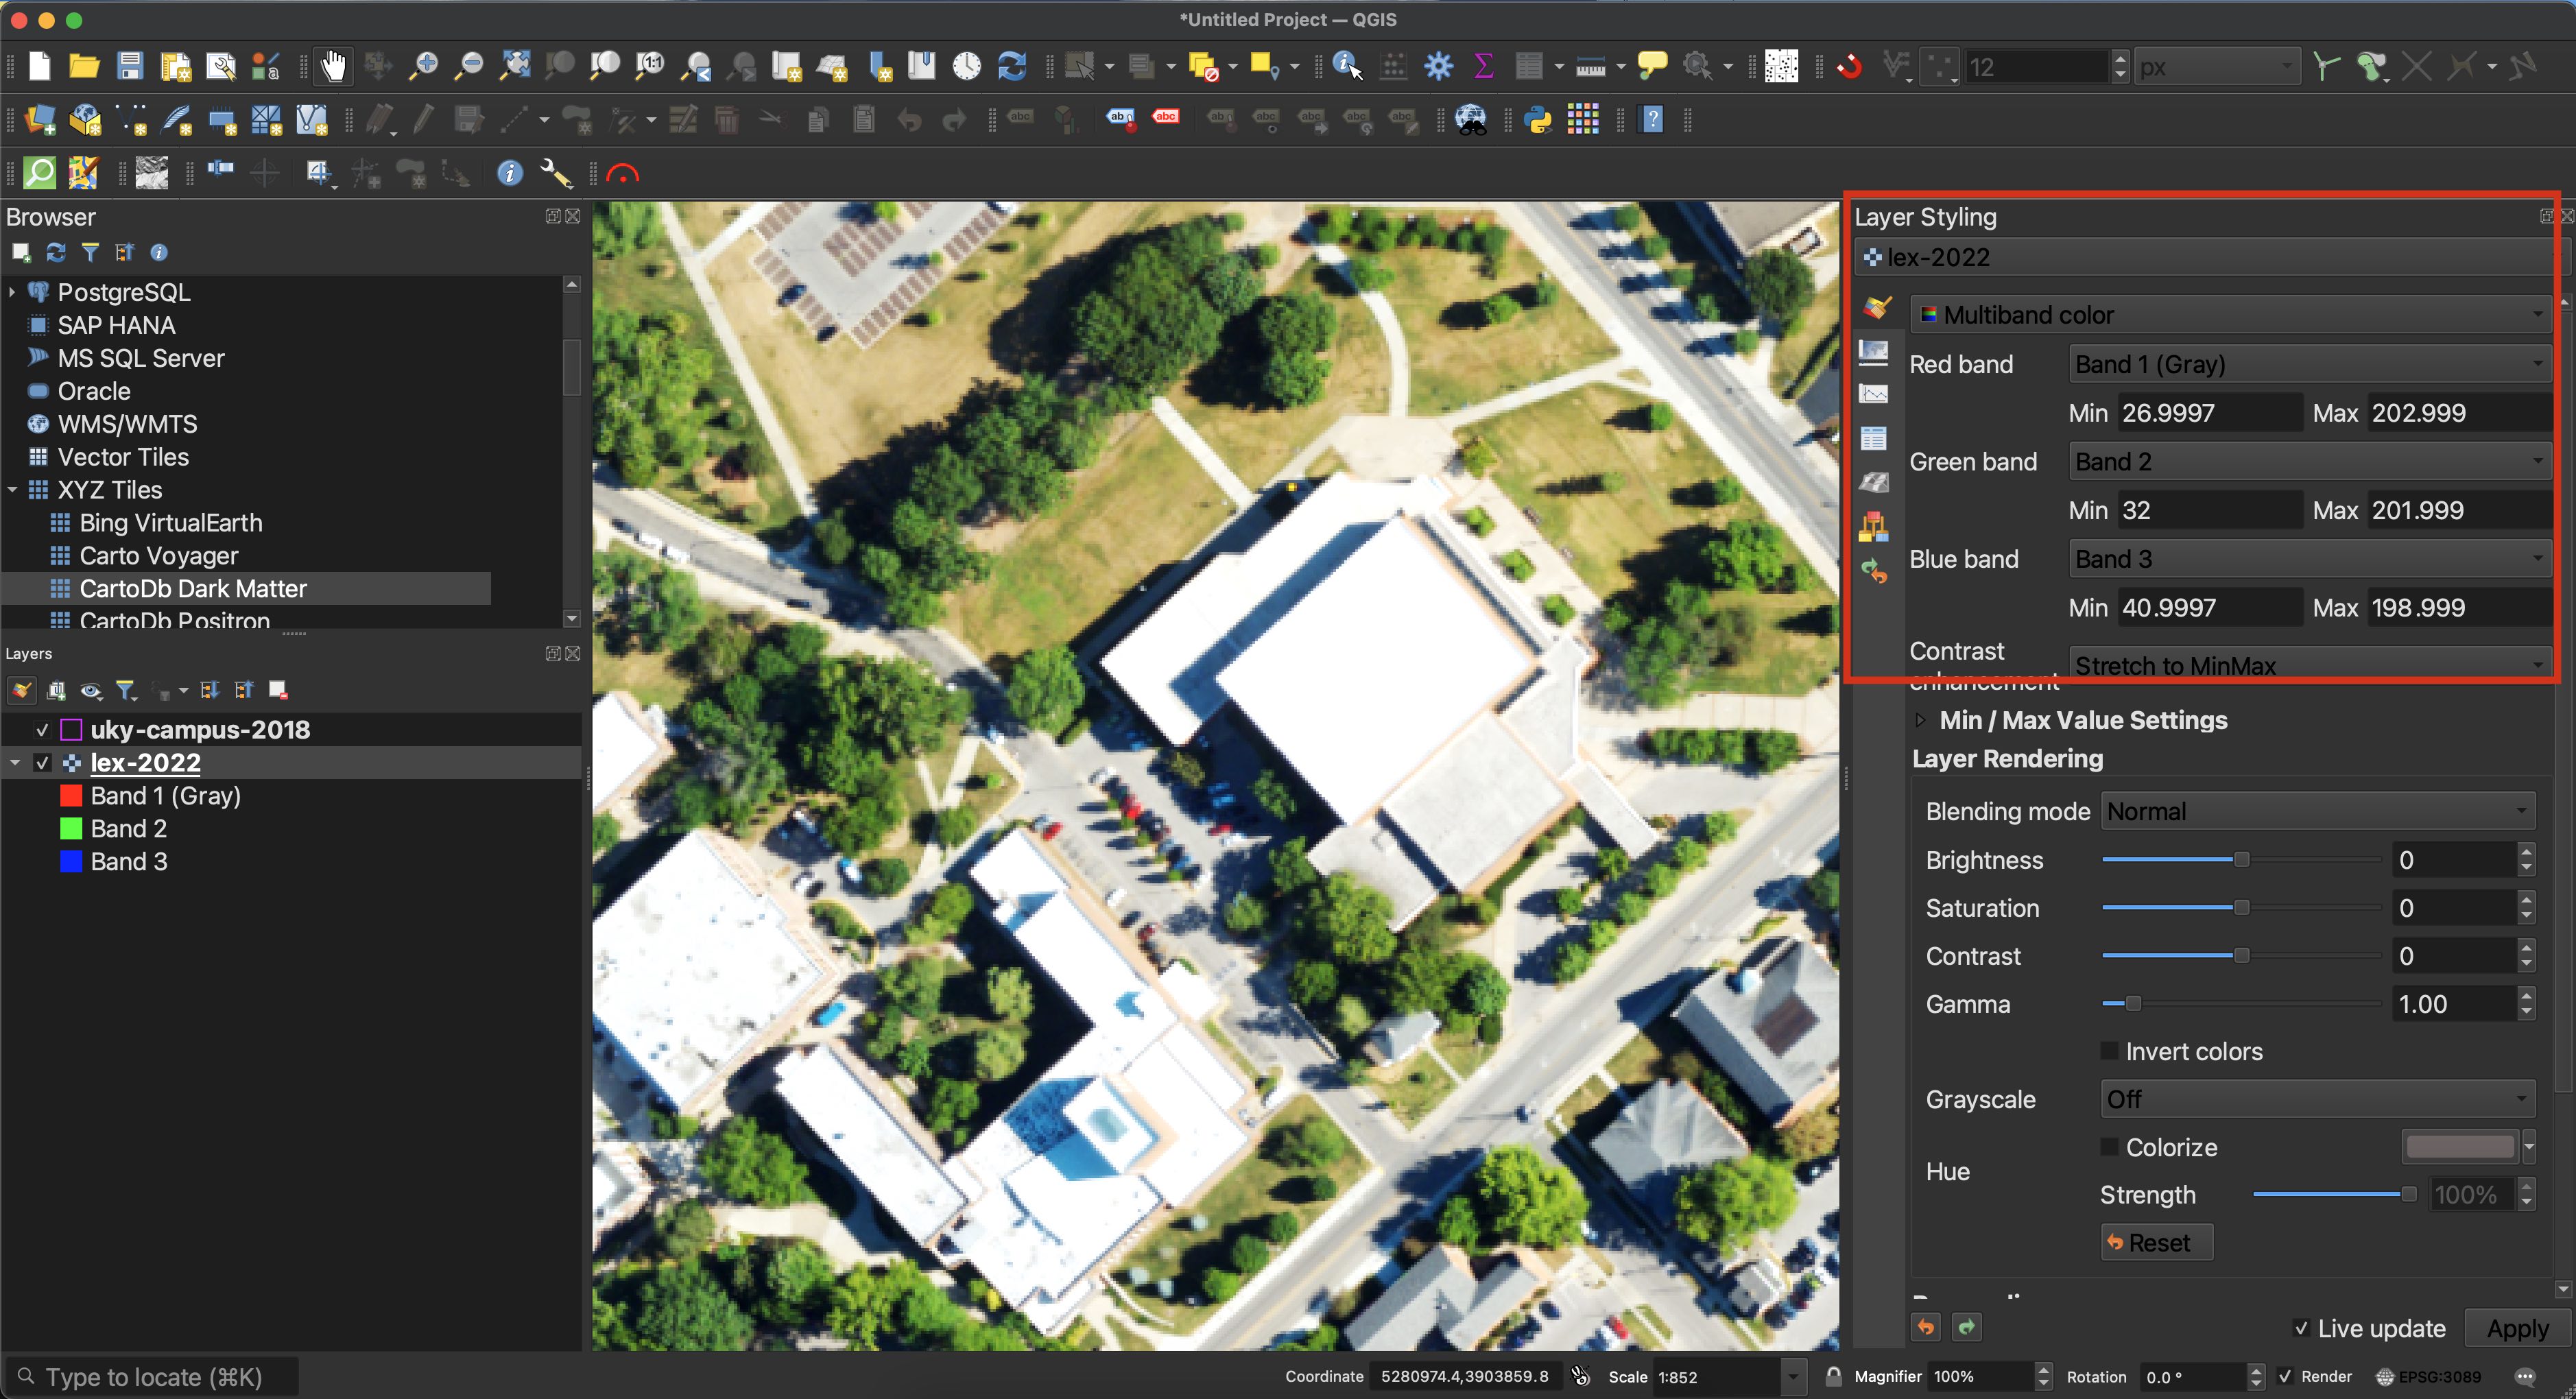 *Untitled Project — QGIS
12
px
Browser
PostgreSQL
SAP HANA
MS SQL Server
Oracle
WMS/WMTS
Vector Tiles
XYZ Tiles
Bing VirtualEarth
Carto Voyager
CartoDb Dark Matter
CartoDb Positron
Layers
uky-campus-2018
lex-2022
Band 1 (Gray)
Band 2
Band 3
Layer Styling
lex-2022
Multiband color
Red band Band 1 (Gray)
Min 26.9997 Max 202.999
Green band Band 2
Min 32 Max 201.999
Blue band Band 3
Min 40.9997 Max 198.999
Contrast enhancement Stretch to MinMax
Min / Max Value Settings
Layer Rendering
Blending mode Normal
Brightness 0
Saturation 0
Contrast 0
Gamma 1.00
Invert colors
Grayscale Off
Colorize
Hue
Strength 100%
Reset
Live update Apply
Type to locate (⌘K)
Coordinate 5280974.4,3903859.8 Scale 1:852 Magnifier 100% Rotation 0.0 ° Render EPSG:3089